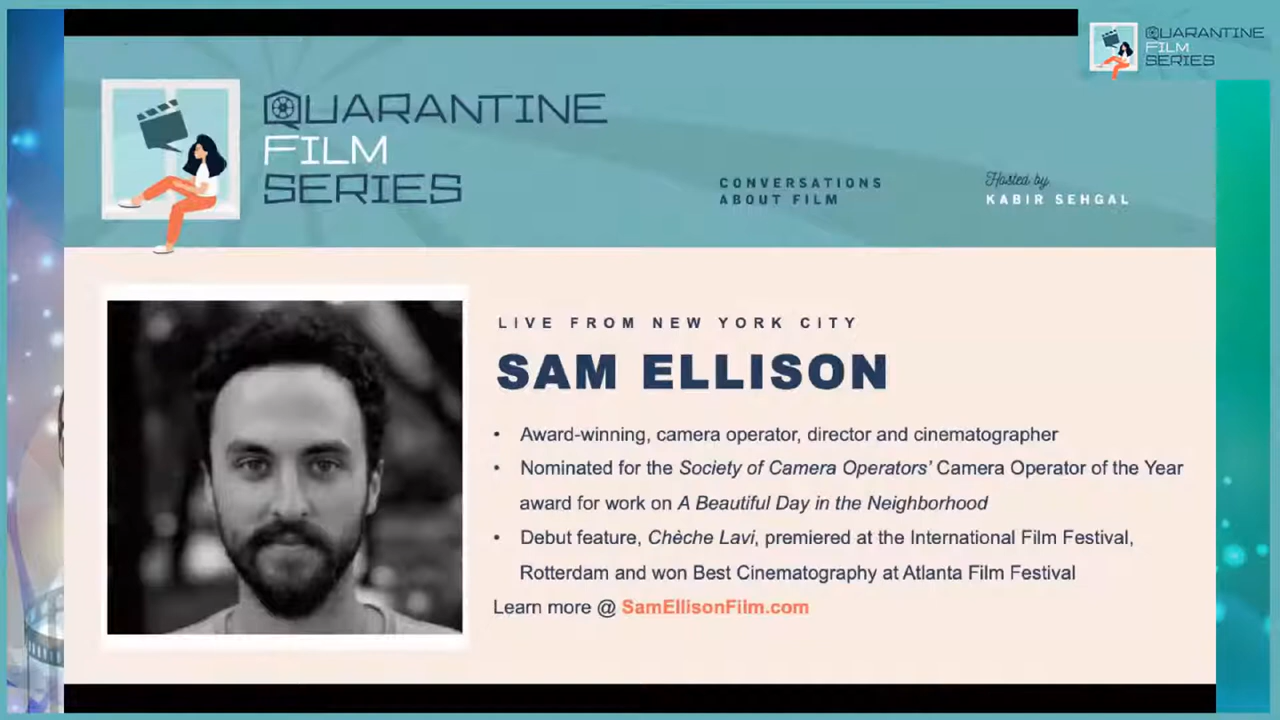 QUARANTINE
FILM
SERIES
QUARANTINE
FILM
SERIES
CONVERSATIONS
ABOUT FILM
Hosted by
KABIR SEHGAL
LIVE FROM NEW YORK CITY
SAM ELLISON
• Award-winning, camera operator, director and cinematographer
• Nominated for the Society of Camera Operators' Camera Operator of the Year
award for work on A Beautiful Day in the Neighborhood
• Debut feature, Chèche Lavi, premiered at the International Film Festival,
Rotterdam and won Best Cinematography at Atlanta Film Festival
Learn more @ SamEllisonFilm.com